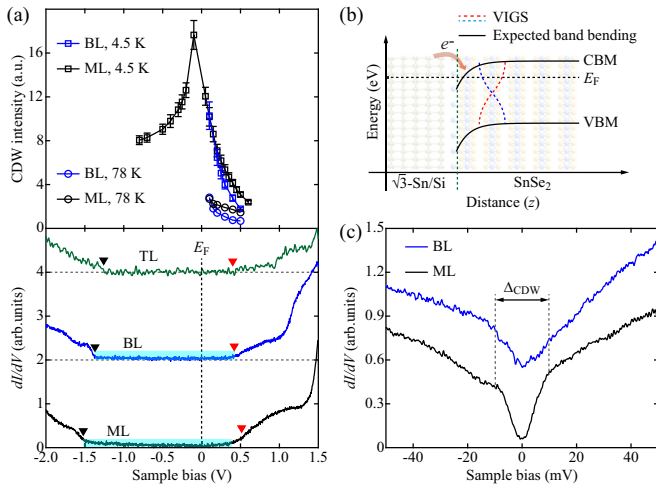 (a)
18
12
8
4
0
CDW intensity (a.u.)
BL, 4.5 K
ML, 4.5 K
BL, 78 K
ML, 78 K
TL
E_F
BL
ML
4
3
2
1
0
dI/dV (arb.units)
-2.0 -1.5 -1.0 -0.5 0 0.5 1.0 1.5
Sample bias (V)
(b)
VIGS
Expected band bending
e-
CBM
E_F
VBM
Energy (eV)
√3-Sn/Si SnSe2
Distance (z)
(c)
BL
ML
Δ_CDW
1.5
1.2
0.9
0.6
0.3
0
dI/dV (arb.units)
-40 -20 0 20 40
Sample bias (mV)